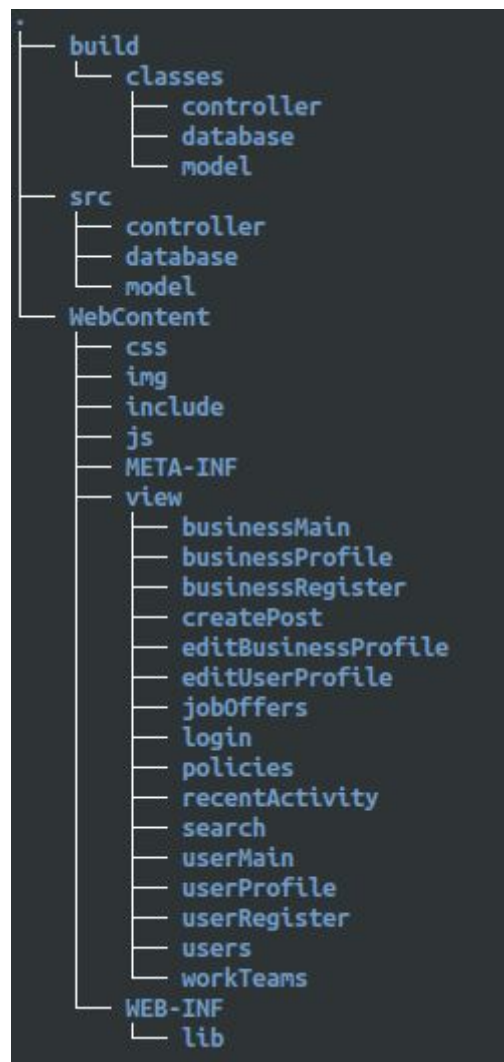 .
├── build
│   └── classes
│       ├── controller
│       ├── database
│       └── model
├── src
│   ├── controller
│   ├── database
│   └── model
└── WebContent
    ├── css
    ├── img
    ├── include
    ├── js
    ├── META-INF
    ├── view
    │   ├── businessMain
    │   ├── businessProfile
    │   ├── businessRegister
    │   ├── createPost
    │   ├── editBusinessProfile
    │   ├── editUserProfile
    │   ├── jobOffers
    │   ├── login
    │   ├── policies
    │   ├── recentActivity
    │   ├── search
    │   ├── userMain
    │   ├── userProfile
    │   ├── userRegister
    │   ├── users
    │   └── workTeams
    └── WEB-INF
        └── lib